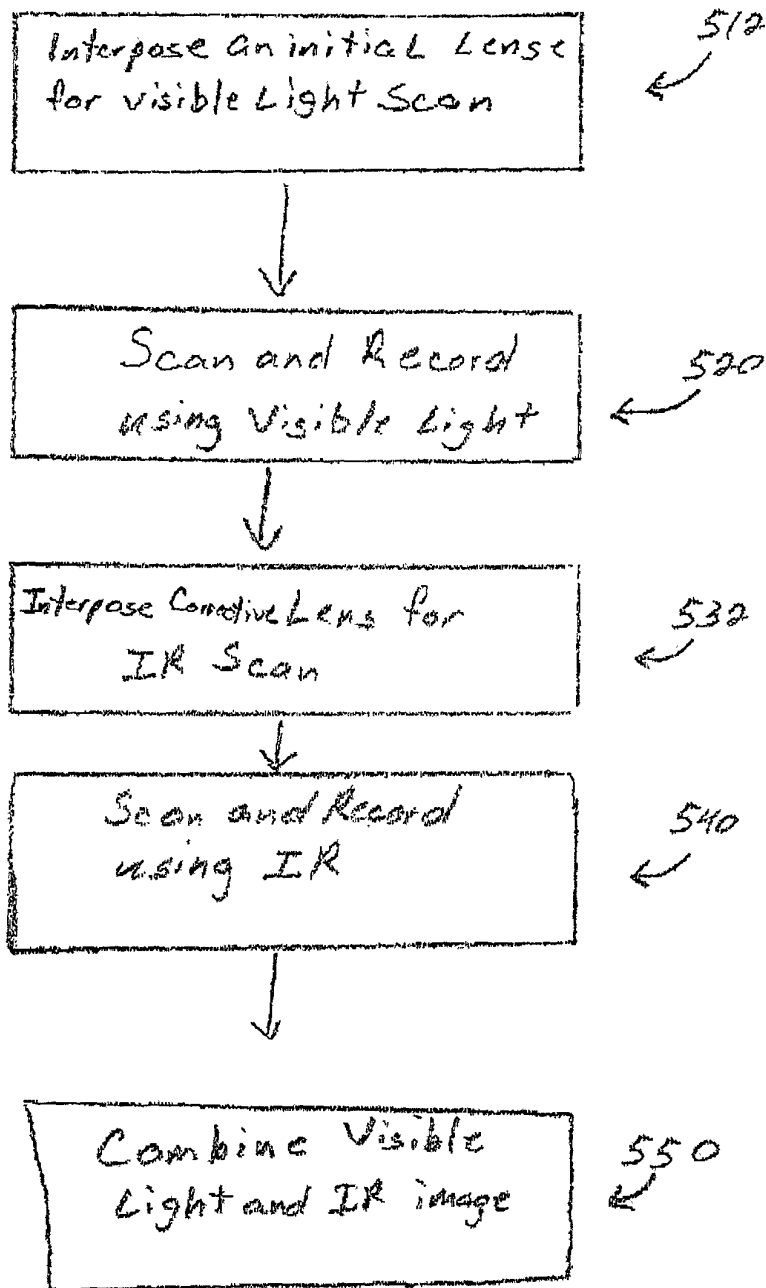 Interpose an initial Lense
for visible Light Scan
512
Scan and Record
using Visible Light
520
Interpose Corrective Lens for
IR Scan
532
Scan and Record
using IR
540
Combine Visible
Light and IR image
550